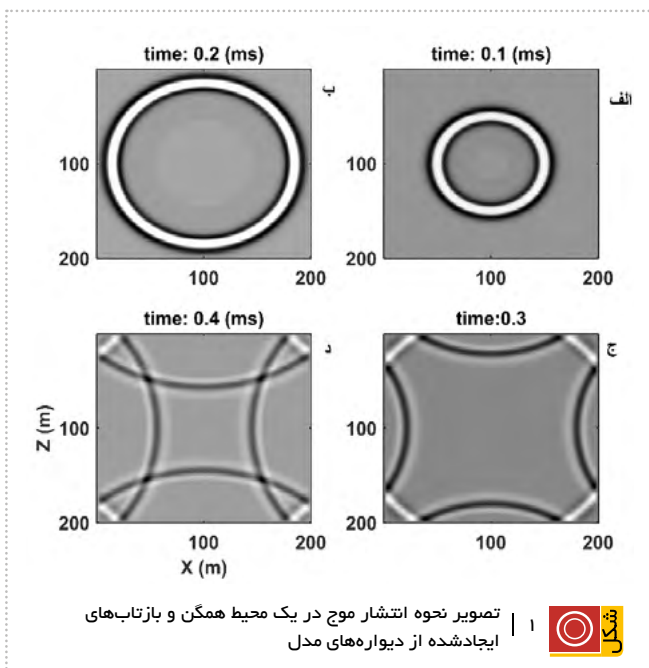 time: 0.1 (ms)
الف
100
200
100
200
time: 0.2 (ms)
ب
100
200
100
200
time:0.3
ج
100
200
100
200
time: 0.4 (ms)
د
Z (m)
100
200
100
200
X (m)
شکل
۱ | تصویر نحوه انتشار موج در یک محیط همگن و بازتاب‌های
ایجادشده از دیواره‌های مدل